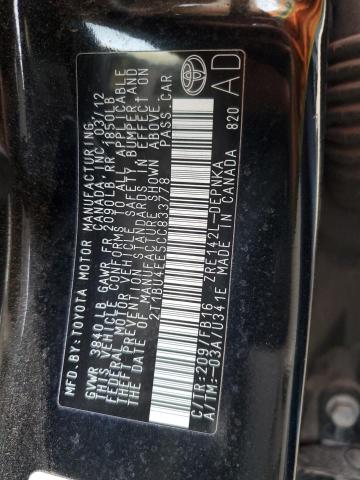 MFD.BY:TOYOTA MOTOR MANUFACTURING
CANADA INC. 03/12
GVWR 3840LB GAWR FR 2090LB RR 1850LB
THIS VEHICLE CONFORMS TO ALL APPLICABLE
FEDERAL MOTOR VEHICLE SAFETY, BUMPER, AND
THEFT PREVENTION STANDARDS IN EFFECT ON
THE DATE OF MANUFACTURE SHOWN ABOVE.
2T1BU4EE5CC833778 PASS.CAR
C/TR:209/FB16 ZRE142L-DEPNKA
A/TM:-03A/U341E MADE IN CANADA 820
AD